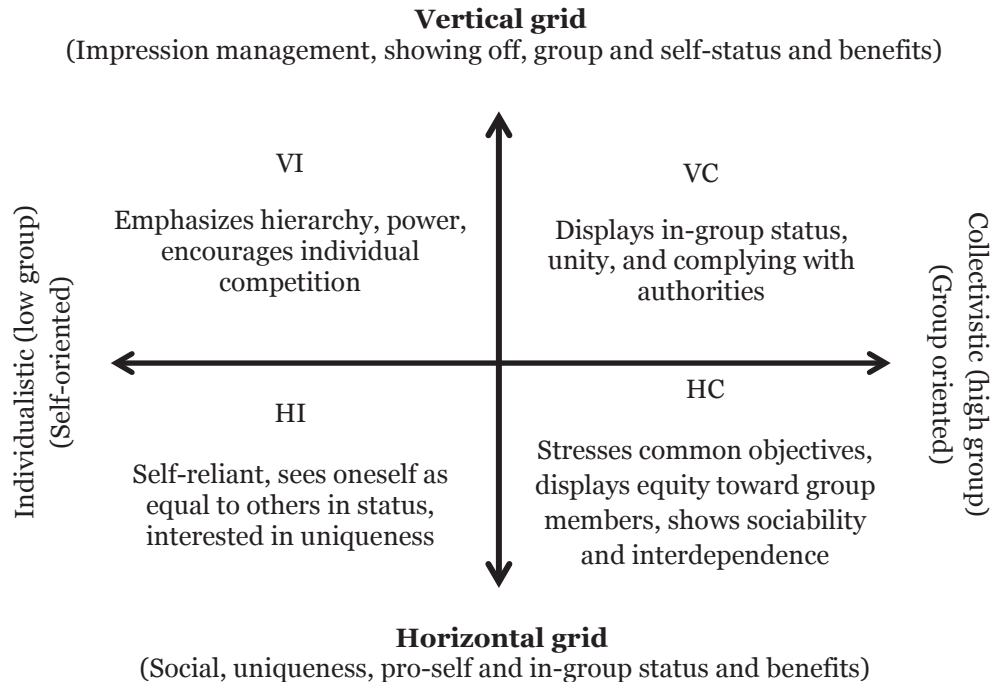 Vertical grid
(Impression management, showing off, group and self-status and benefits)
VI
Emphasizes hierarchy, power,
encourages individual
competition
VC
Displays in-group status,
unity, and complying with
authorities
Individualistic (low group)
(Self-oriented)
Collectivistic (high group)
(Group oriented)
HI
Self-reliant, sees oneself as
equal to others in status,
interested in uniqueness
HC
Stresses common objectives,
displays equity toward group
members, shows sociability
and interdependence
Horizontal grid
(Social, uniqueness, pro-self and in-group status and benefits)